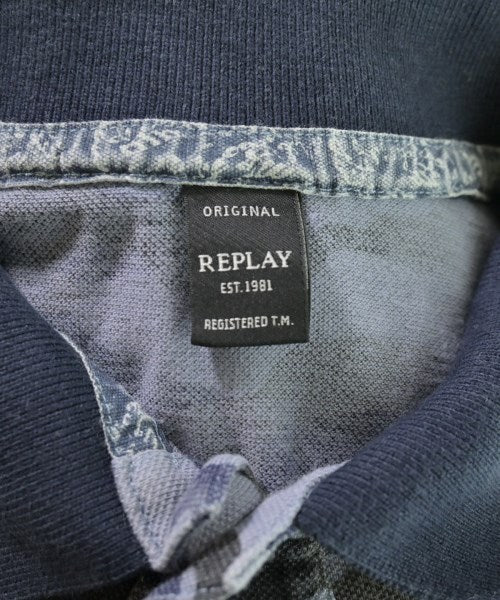 ORIGINAL
REPLAY
EST.1981
REGISTERED T.M.